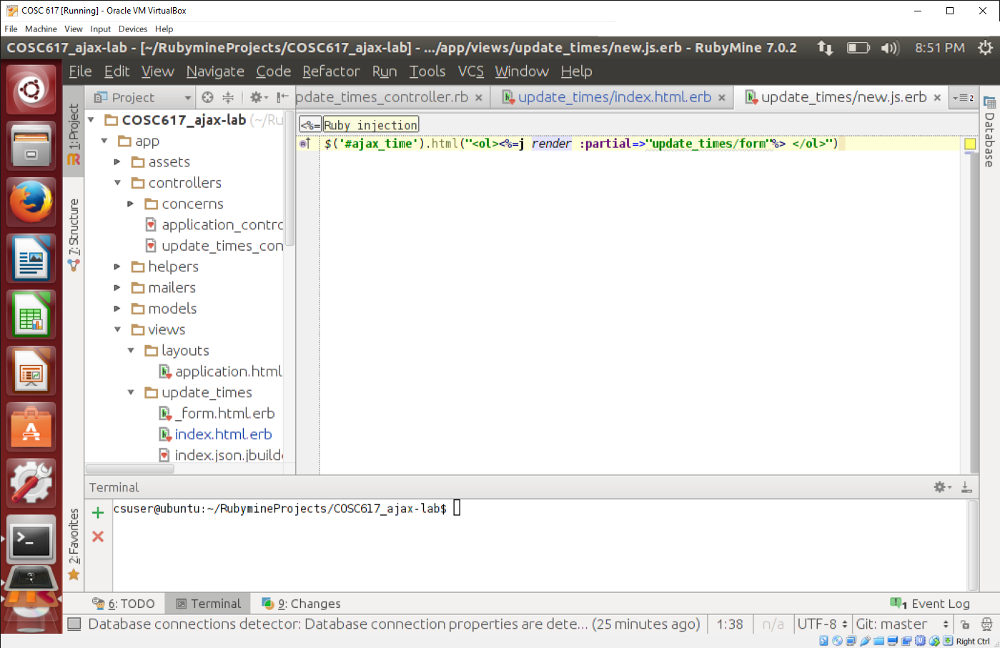 COSC 617 [Running] - Oracle VM VirtualBox
File Machine View Input Devices Help
COSC617_ajax-lab - [~/RubymineProjects/COSC617_ajax-lab] - .../app/views/update_times/new.js.erb - RubyMine 7.0.2
8:51 PM
File Edit View Navigate Code Refactor Run Tools VCS Window Help
Project
pdate_times_controller.rb
update_times/index.html.erb
update_times/new.js.erb
2
1: Project
7: Structure
2: Favorites
Database
COSC617_ajax-lab (~/Ru
app
assets
controllers
concerns
application_contro
update_times_con
helpers
mailers
models
views
layouts
application.html
update_times
_form.html.erb
index.html.erb
index.json.jbuilde
<%= Ruby injection
$('#ajax_time').html("<ol><%=j render :partial=>"update_times/form"%> </ol>")
Terminal
csuser@ubuntu:~/RubymineProjects/COSC617_ajax-lab$
6: TODO
Terminal
9: Changes
1 Event Log
Database connections detector: Database connection properties are dete... (25 minutes ago)
1:38
n/a
UTF-8
Git: master
Right Ctrl